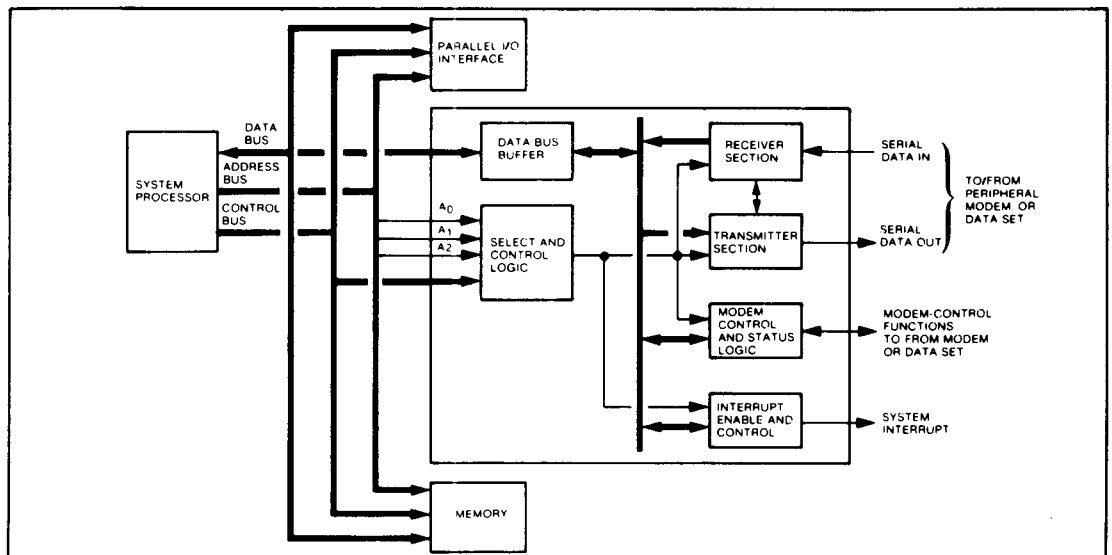 PARALLEL I/O
INTERFACE
DATA
BUS
ADDRESS
BUS
CONTROL
BUS
SYSTEM
PROCESSOR
DATA BUS
BUFFER
RECEIVER
SECTION
SERIAL
DATA IN
TO/FROM
PERIPHERAL
MODEM, OR
DATA SET
A0
A1
A2
SELECT AND
CONTROL
LOGIC
TRANSMITTER
SECTION
SERIAL
DATA OUT
MODEM
CONTROL
AND STATUS
LOGIC
MODEM-CONTROL
FUNCTIONS
TO FROM MODEM
OR DATA SET
INTERRUPT
ENABLE AND
CONTROL
SYSTEM
INTERRUPT
MEMORY